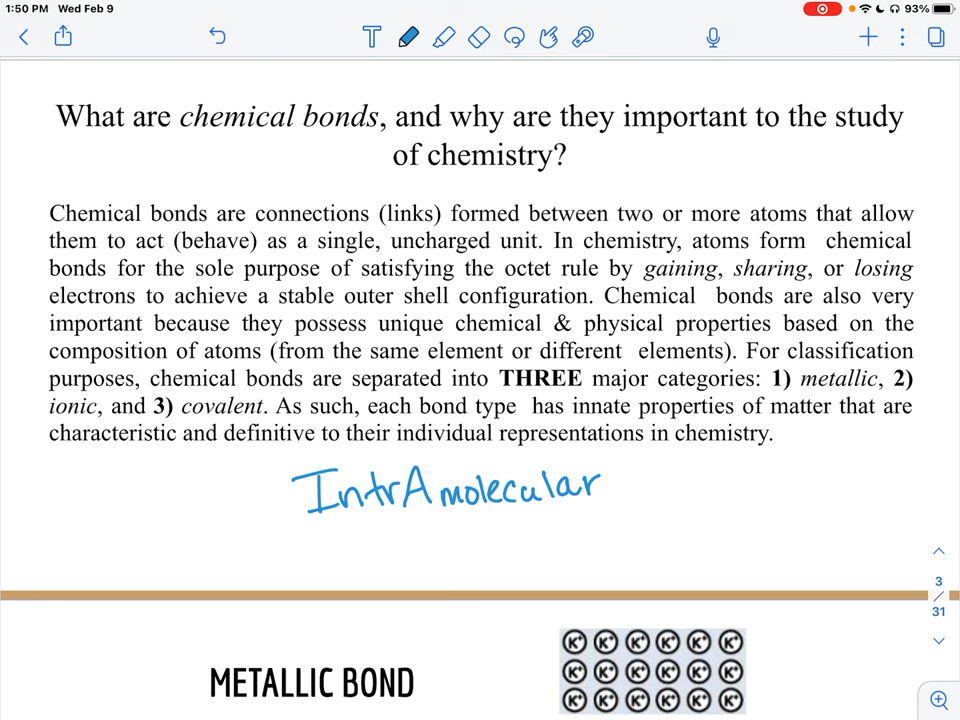 1:50 PM Wed Feb 9 93%
What are chemical bonds, and why are they important to the study
of chemistry?
Chemical bonds are connections (links) formed between two or more atoms that allow
them to act (behave) as a single, uncharged unit. In chemistry, atoms form chemical
bonds for the sole purpose of satisfying the octet rule by gaining, sharing, or losing
electrons to achieve a stable outer shell configuration. Chemical bonds are also very
important because they possess unique chemical & physical properties based on the
composition of atoms (from the same element or different elements). For classification
purposes, chemical bonds are separated into THREE major categories: 1) metallic, 2)
ionic, and 3) covalent. As such, each bond type has innate properties of matter that are
characteristic and definitive to their individual representations in chemistry.
IntrAmolecular
3
/
31
METALLIC BOND
K+ K+ K+ K+ K+ K+
K+ K+ K+ K+ K+ K+
K+ K+ K+ K+ K+ K+